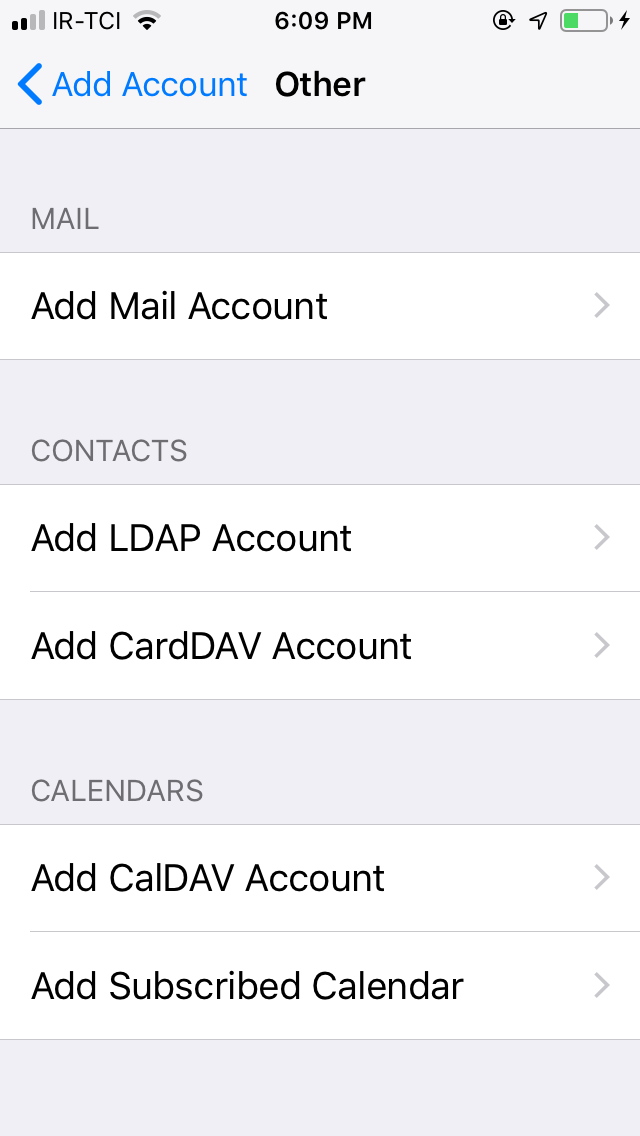 IR-TCI 6:09 PM
Add Account Other
MAIL
Add Mail Account
CONTACTS
Add LDAP Account
Add CardDAV Account
CALENDARS
Add CalDAV Account
Add Subscribed Calendar